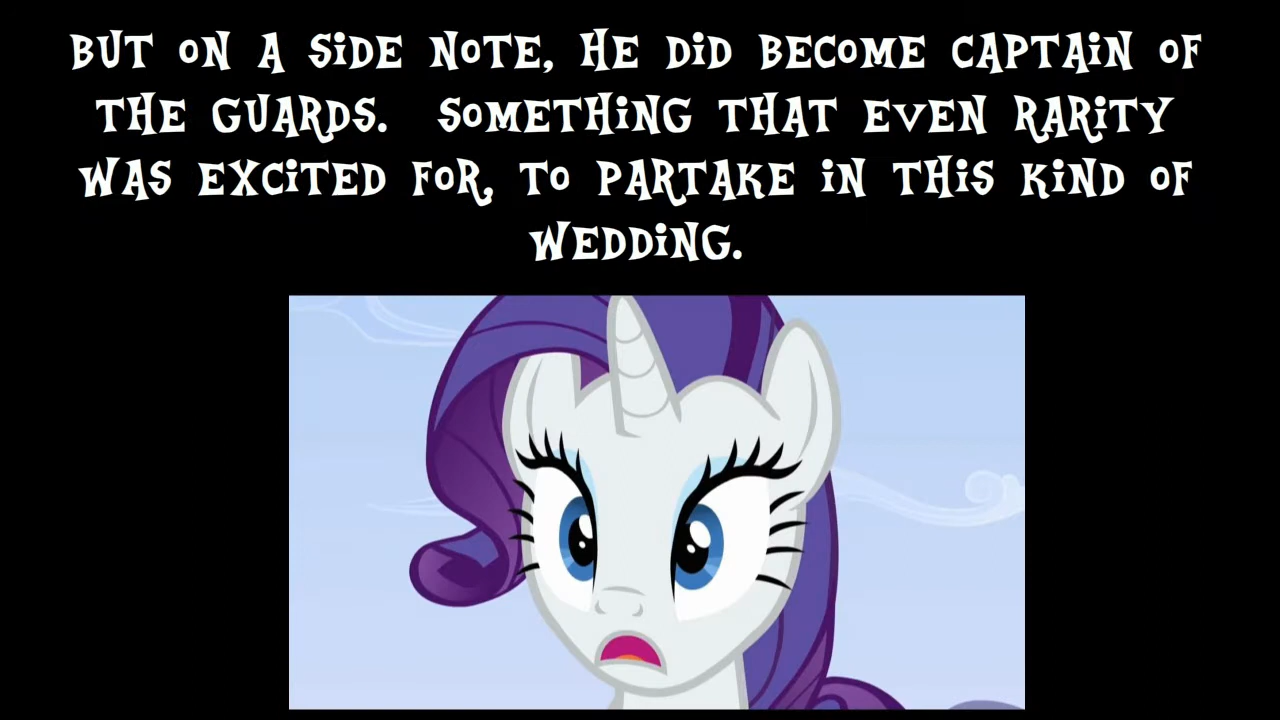 BUT ON A SiDE NOTE, HE DiD BECOME CAPTAiN OF
THE GUARDS. SOMETHiNG THAT EVEN RARiTY
WAS EXCiTED FOR, TO PARTAKE iN THiS KiND OF
WEDDiNG.